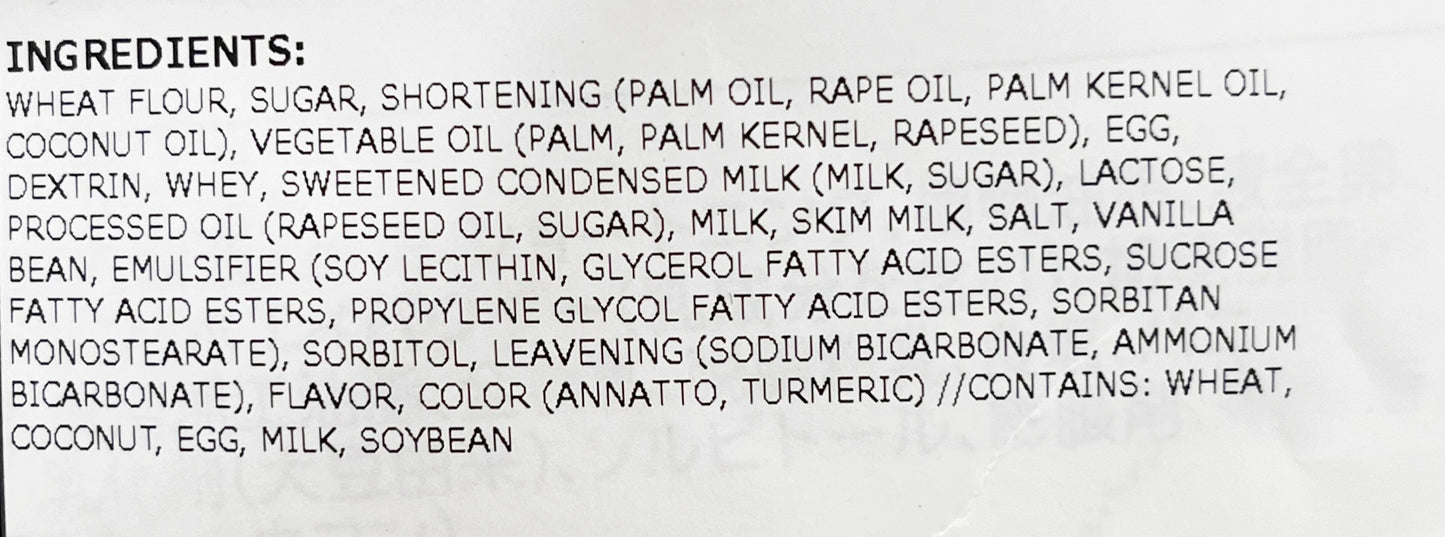 INGREDIENTS:
WHEAT FLOUR, SUGAR, SHORTENING (PALM OIL, RAPE OIL, PALM KERNEL OIL,
COCONUT OIL), VEGETABLE OIL (PALM, PALM KERNEL, RAPESEED), EGG,
DEXTRIN, WHEY, SWEETENED CONDENSED MILK (MILK, SUGAR), LACTOSE,
PROCESSED OIL (RAPESEED OIL, SUGAR), MILK, SKIM MILK, SALT, VANILLA
BEAN, EMULSIFIER (SOY LECITHIN, GLYCEROL FATTY ACID ESTERS, SUCROSE
FATTY ACID ESTERS, PROPYLENE GLYCOL FATTY ACID ESTERS, SORBITAN
MONOSTEARATE), SORBITOL, LEAVENING (SODIUM BICARBONATE, AMMONIUM
BICARBONATE), FLAVOR, COLOR (ANNATTO, TURMERIC) //CONTAINS: WHEAT,
COCONUT, EGG, MILK, SOYBEAN